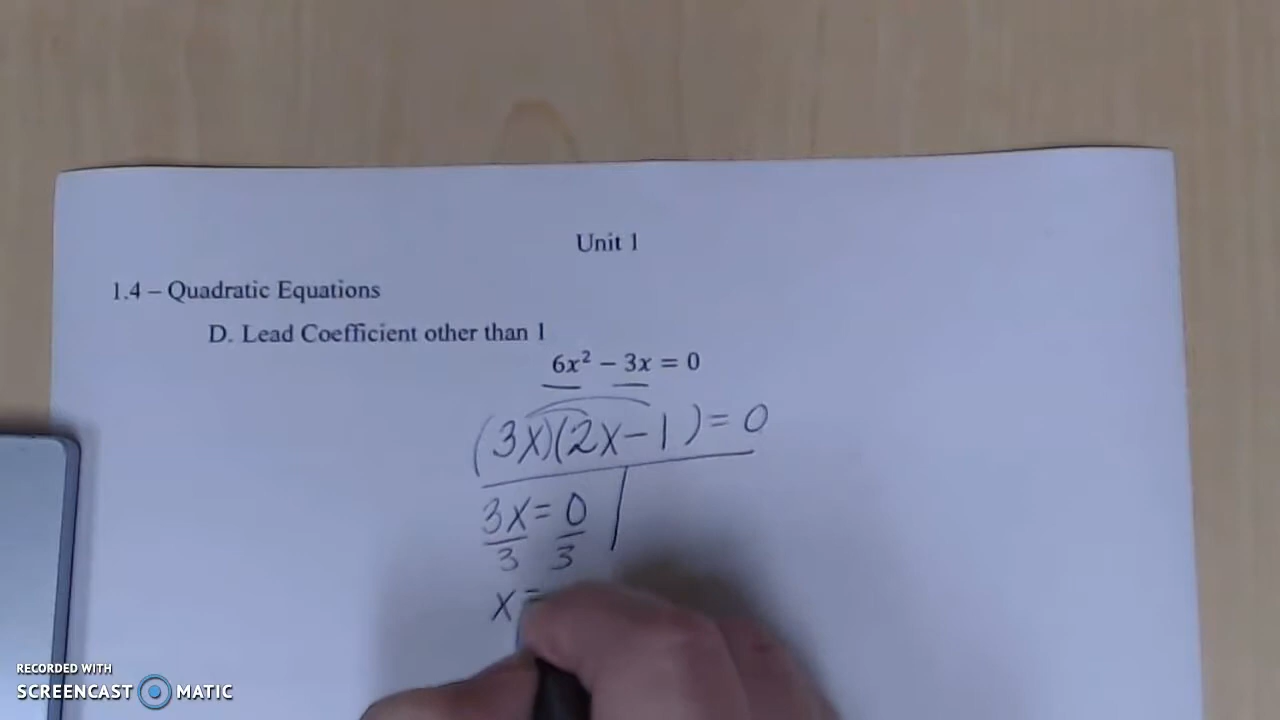 Unit 1
1.4 – Quadratic Equations
D. Lead Coefficient other than 1
6x² − 3x = 0
(3x)(2x-1) = 0
3x = 0
3 3
x =
RECORDED WITH
SCREENCAST MATIC